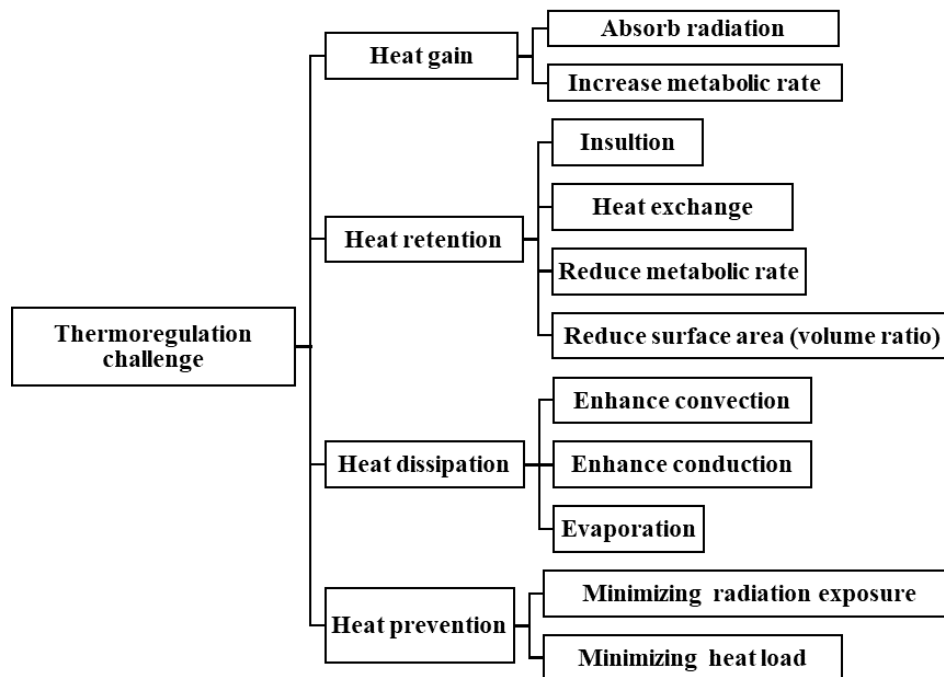 Thermoregulation
challenge
Heat gain
Absorb radiation
Increase metabolic rate
Heat retention
Insultion
Heat exchange
Reduce metabolic rate
Reduce surface area (volume ratio)
Heat dissipation
Enhance convection
Enhance conduction
Evaporation
Heat prevention
Minimizing radiation exposure
Minimizing heat load